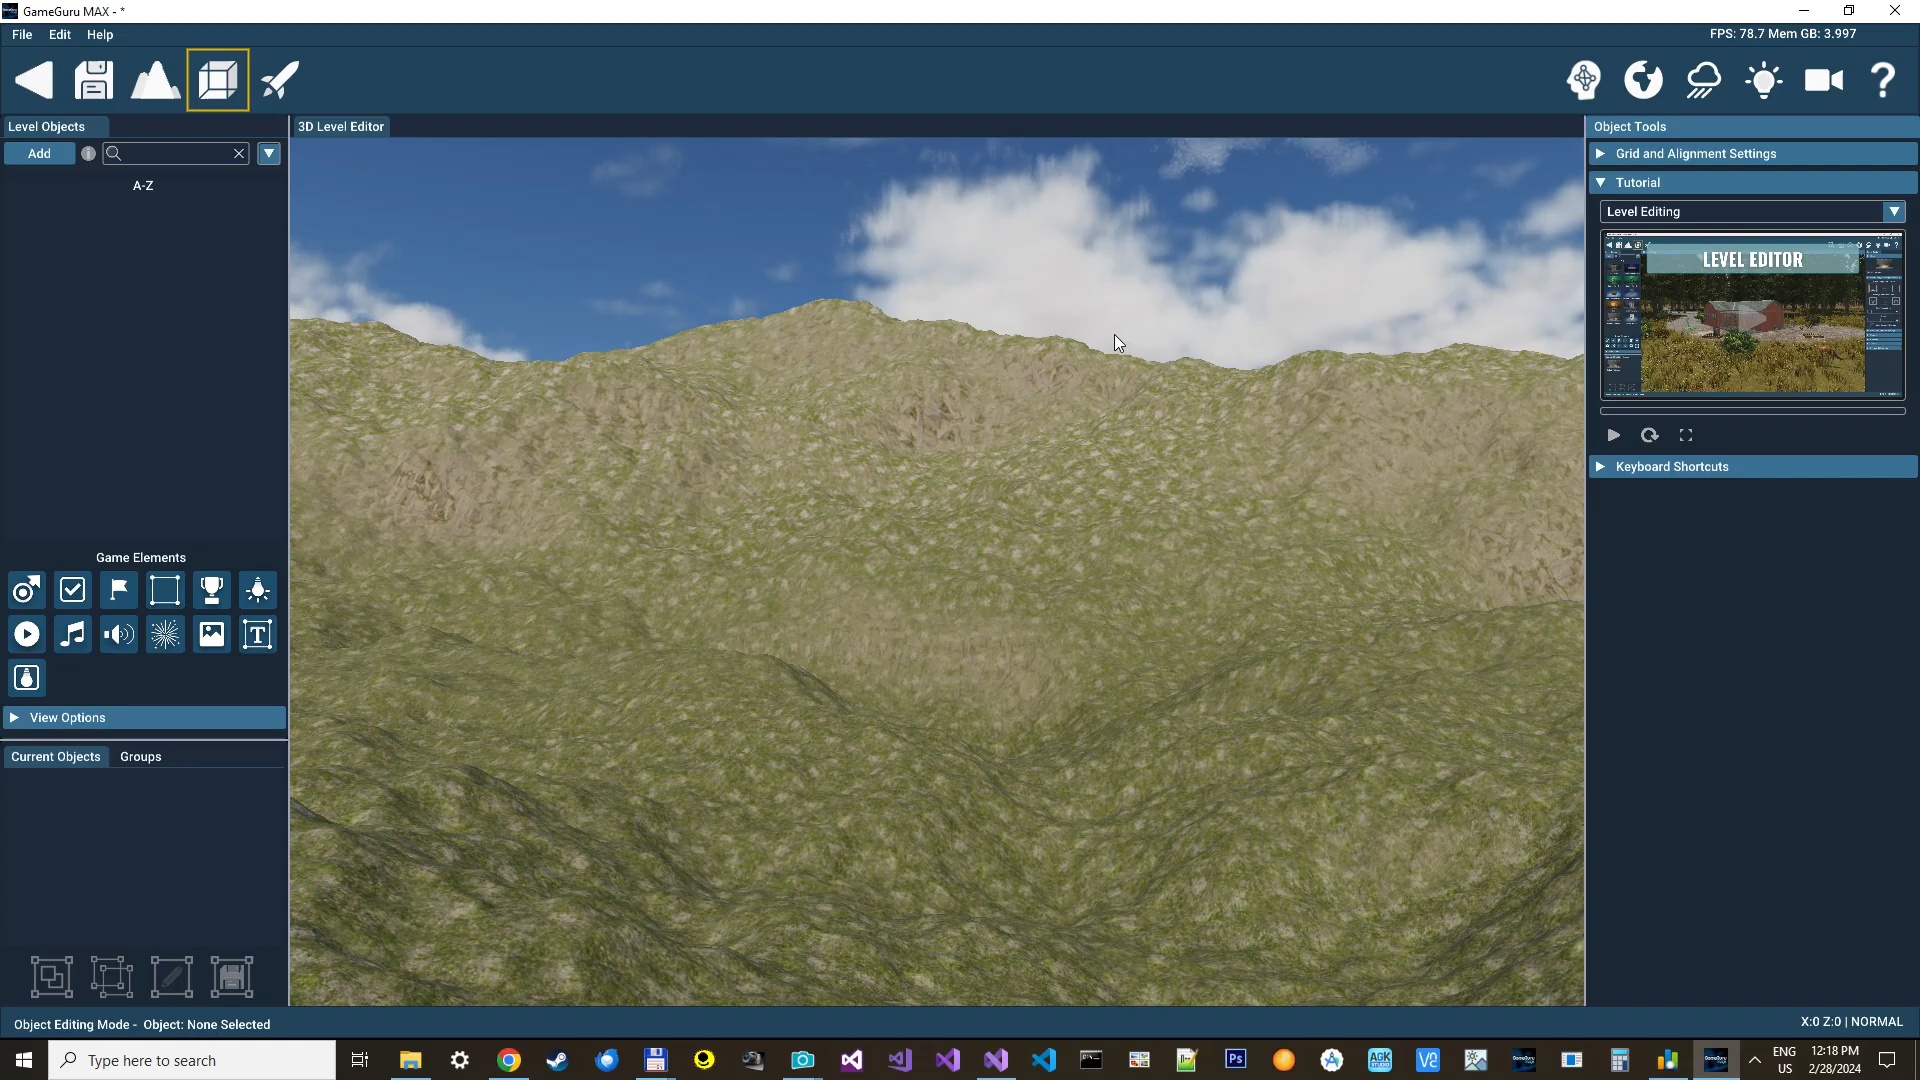 GameGuru MAX - *
File Edit Help
FPS: 78.7 Mem GB: 3.997
Level Objects
3D Level Editor
Object Tools
Add
Grid and Alignment Settings
A-Z
Tutorial
Level Editing
LEVEL EDITOR
Keyboard Shortcuts
Game Elements
T
View Options
Current Objects Groups
Object Editing Mode - Object: None Selected
X:0 Z:0 | NORMAL
Type here to search
Ps
AGK
STUDIO
ENG
US
12:18 PM
2/28/2024